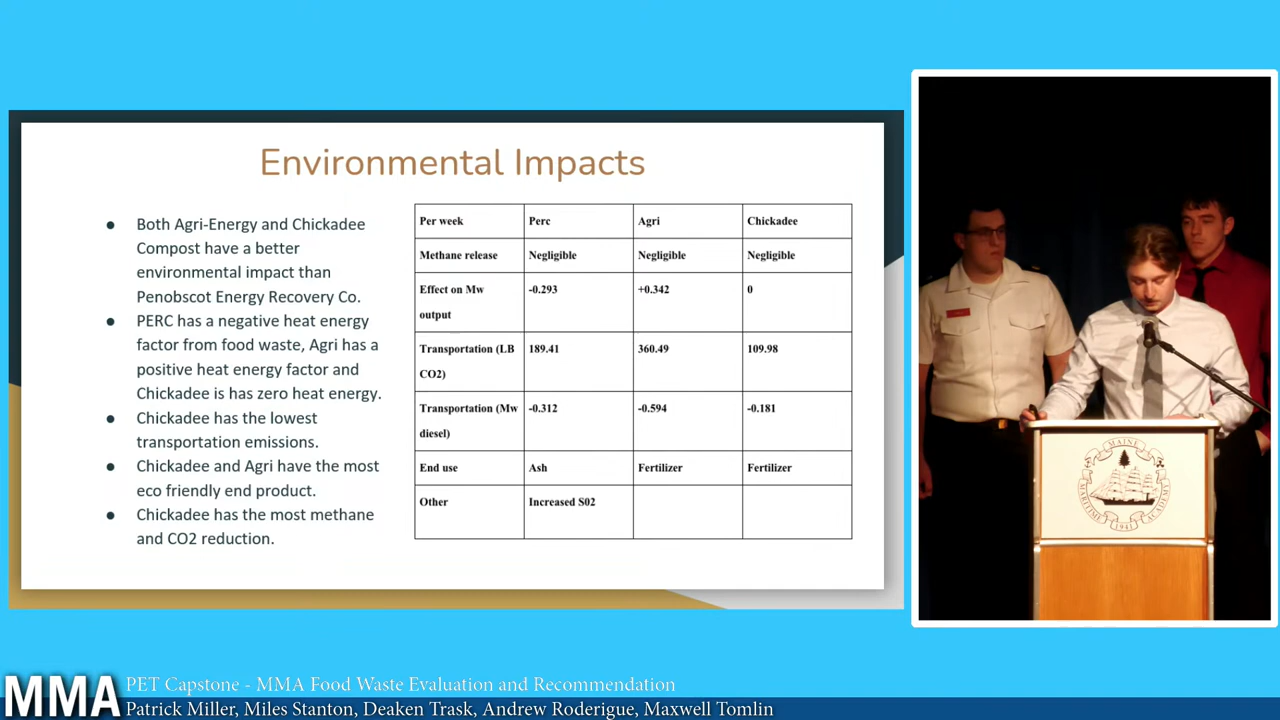 Environmental Impacts
● Both Agri-Energy and Chickadee
Compost have a better
environmental impact than
Penobscot Energy Recovery Co.
● PERC has a negative heat energy
factor from food waste, Agri has a
positive heat energy factor and
Chickadee is has zero heat energy.
● Chickadee has the lowest
transportation emissions.
● Chickadee and Agri have the most
eco friendly end product.
● Chickadee has the most methane
and CO2 reduction.
Per week Perc Agri Chickadee
Methane release Negligible Negligible Negligible
Effect on Mw -0.293 +0.342 0
output
Transportation (LB 189.41 360.49 109.98
CO2)
Transportation (Mw -0.312 -0.594 -0.181
diesel)
End use Ash Fertilizer Fertilizer
Other Increased S02
MAINE
MARITIME
ACADEMY
1941
MMA
PET Capstone - MMA Food Waste Evaluation and Recommendation
Patrick Miller, Miles Stanton, Deaken Trask, Andrew Roderigue, Maxwell Tomlin